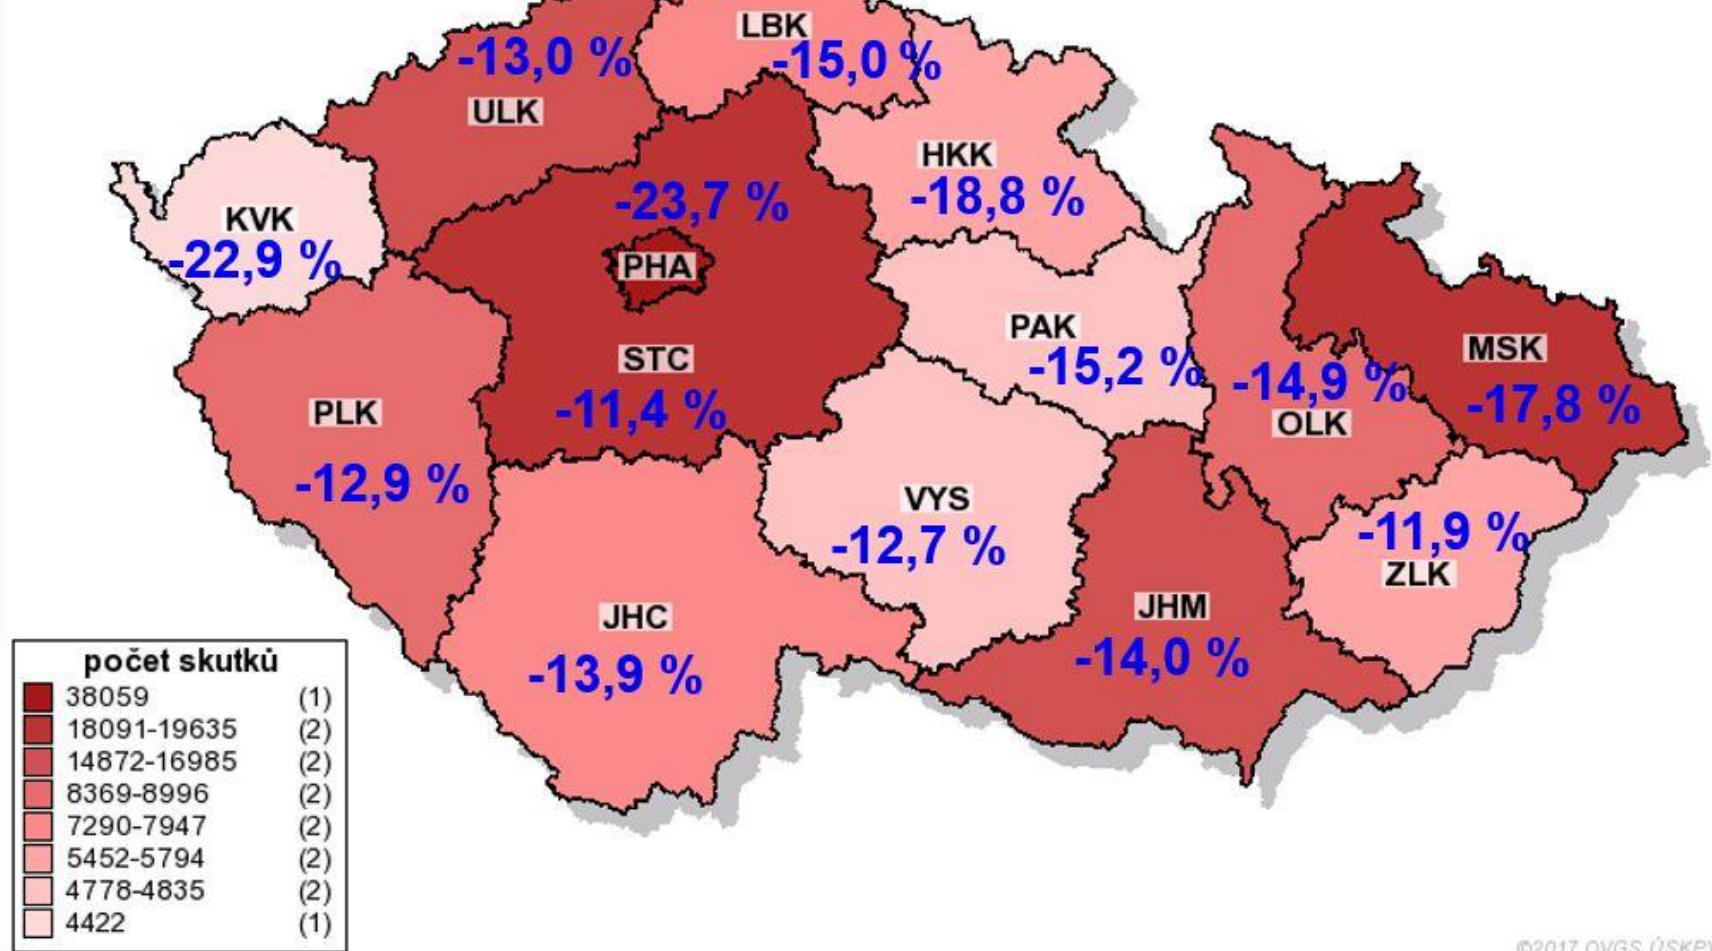 LBK
-13,0 %
-15,0 %
ULK
HKK
-18,8 %
-23,7 %
KVK
-22,9 %
PHA
PAK
-15,2 %
STC
-11,4 %
MSK
-17,8 %
-14,9 %
OLK
PLK
-12,9 %
VYS
-12,7 %
-11,9 %
ZLK
JHC
-13,9 %
JHM
-14,0 %
počet skutků
38059 (1)
18091-19635 (2)
14872-16985 (2)
8369-8996 (2)
7290-7947 (2)
5452-5794 (2)
4778-4835 (2)
4422 (1)
©2017 OVGS ÚSKPV